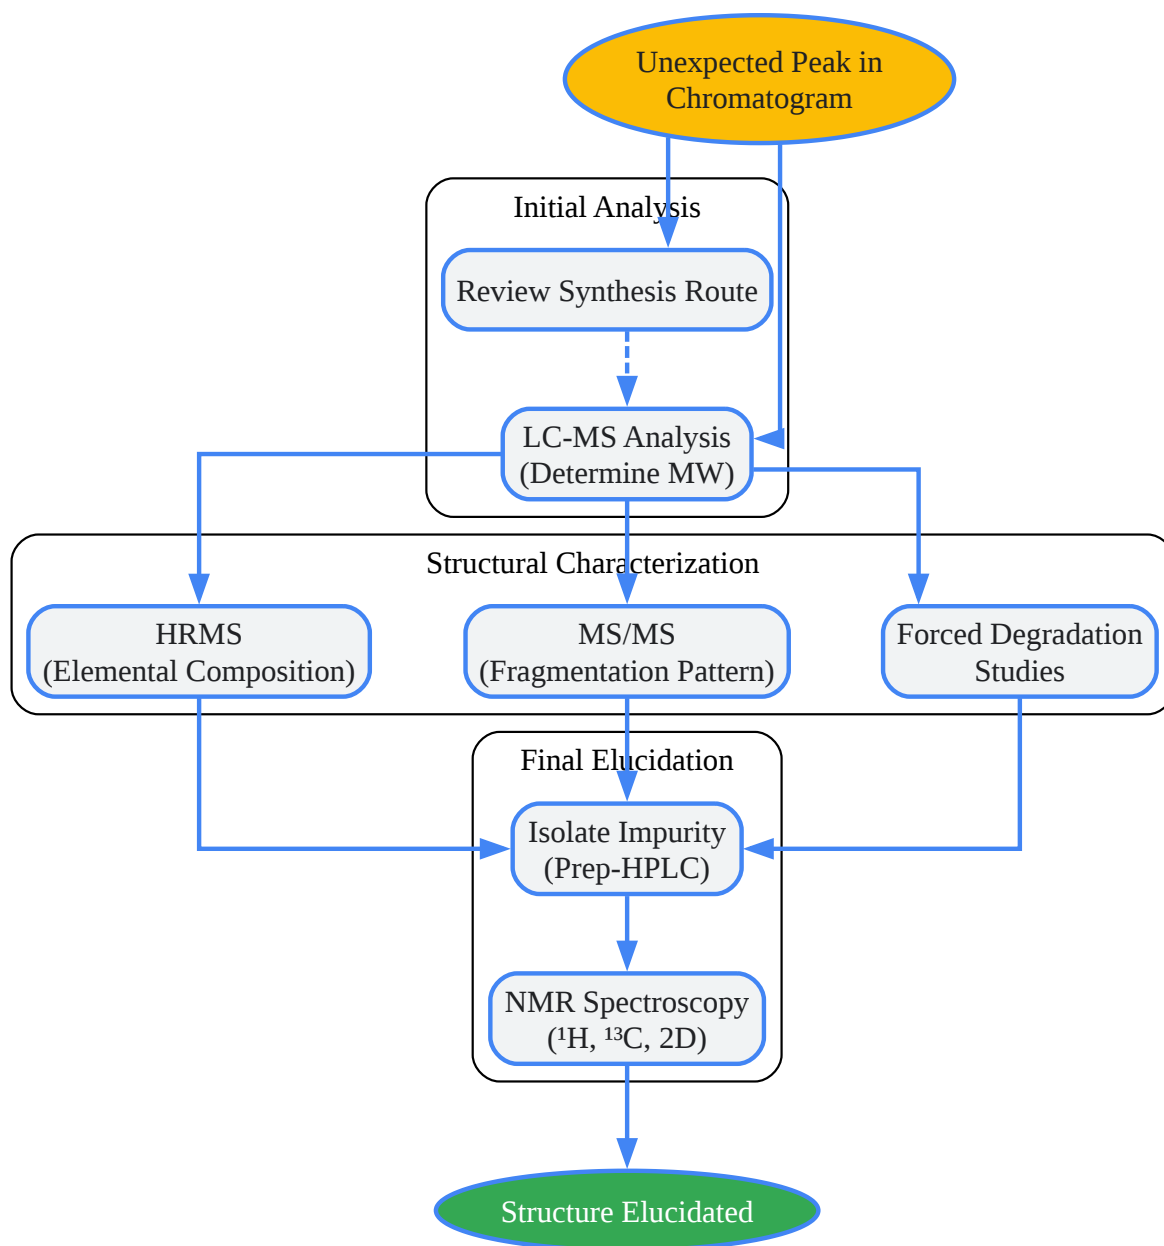 Unexpected Peak in
Chromatogram
Initial Analysis
Review Synthesis Route
LC-MS Analysis
(Determine MW)
Structural Characterization
HRMS
(Elemental Composition)
MS/MS
(Fragmentation Pattern)
Forced Degradation
Studies
Final Elucidation
Isolate Impurity
(Prep-HPLC)
NMR Spectroscopy
(¹H, ¹³C, 2D)
Structure Elucidated